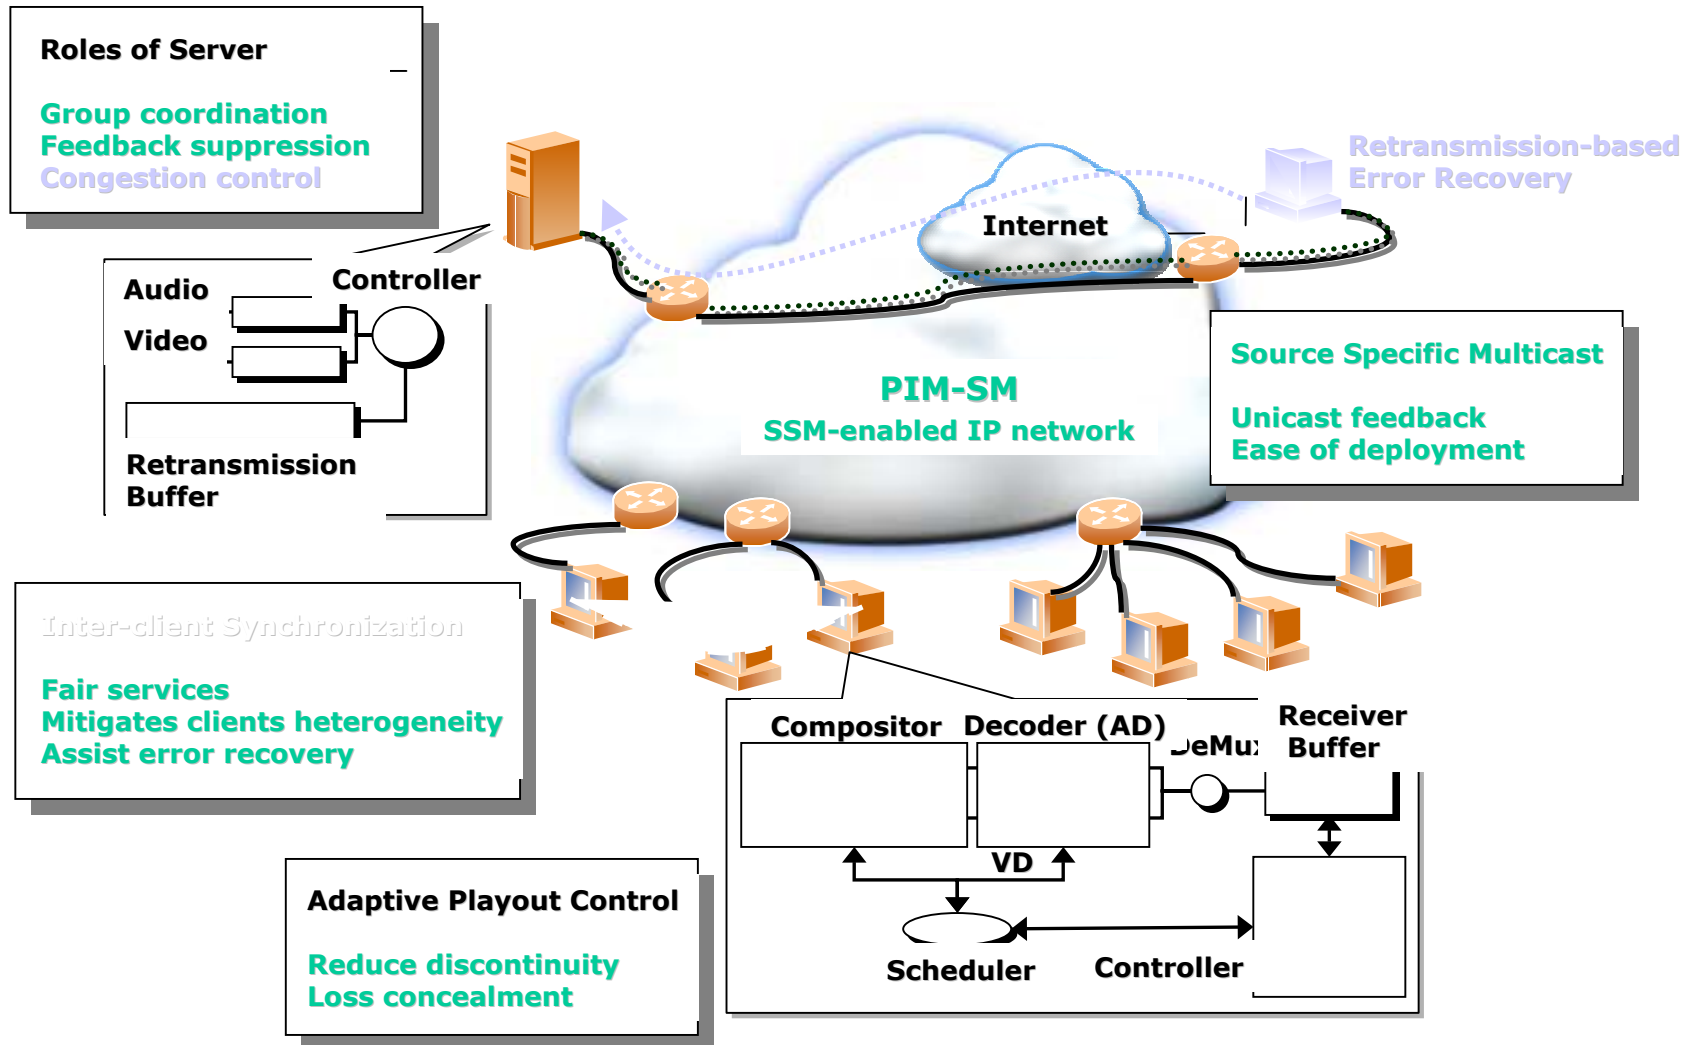 Roles of Server
Group coordination
Feedback suppression
Congestion control
Retransmission-based
Error Recovery
Internet
Controller
Audio
Video
Retransmission
Buffer
PIM-SM
SSM-enabled IP network
Source Specific Multicast
Unicast feedback
Ease of deployment
Inter-client Synchronization
Fair services
Mitigates clients heterogeneity
Assist error recovery
Compositor
Decoder (AD)
DeMux
Receiver
Buffer
VD
Scheduler
Controller
Adaptive Playout Control
Reduce discontinuity
Loss concealment